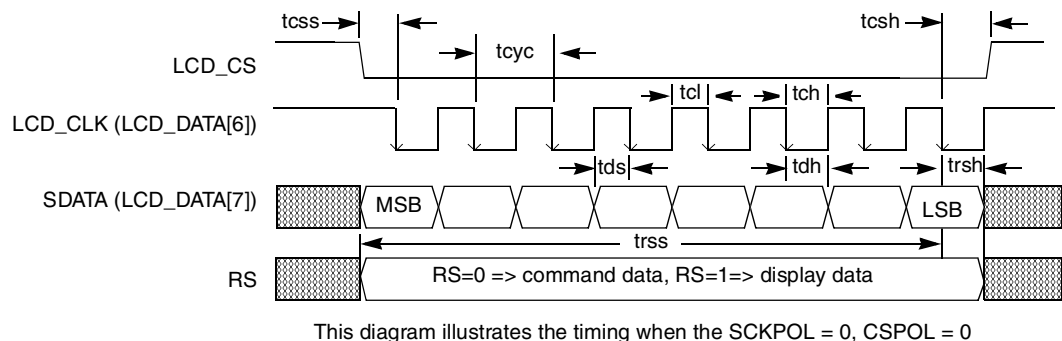 tcss
tcsh
tcyc
LCD_CS
tcl
tch
LCD_CLK (LCD_DATA[6])
tds
tdh
trsh
SDATA (LCD_DATA[7])
MSB
LSB
trss
RS
RS=0 => command data, RS=1=> display data
This diagram illustrates the timing when the SCKPOL = 0, CSPOL = 0